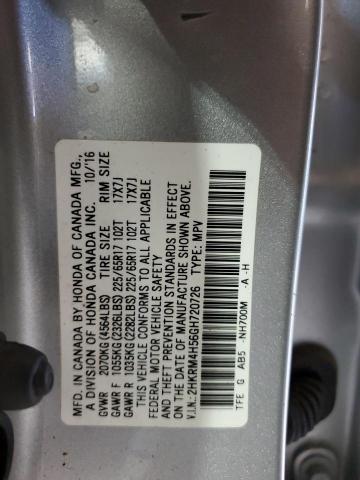 MFD. IN CANADA BY HONDA OF CANADA MFG.,
A DIVISION OF HONDA CANADA INC. 10/'16
GVWR 2070KG (4564LBS) TIRE SIZE RIM SIZE
GAWR F 1055KG (2326LBS) 225/65R17 102T 17X7J
GAWR R 1035KG (2282LBS) 225/65R17 102T 17X7J
THIS VEHICLE CONFORMS TO ALL APPLICABLE
FEDERAL MOTOR VEHICLE SAFETY
AND THEFT PREVENTION STANDARDS IN EFFECT
ON THE DATE OF MANUFACTURE SHOWN ABOVE.
V.I.N.:2HKRM4H56GH720726 TYPE: MPV
TFE G AB5 -NH700M -A -H